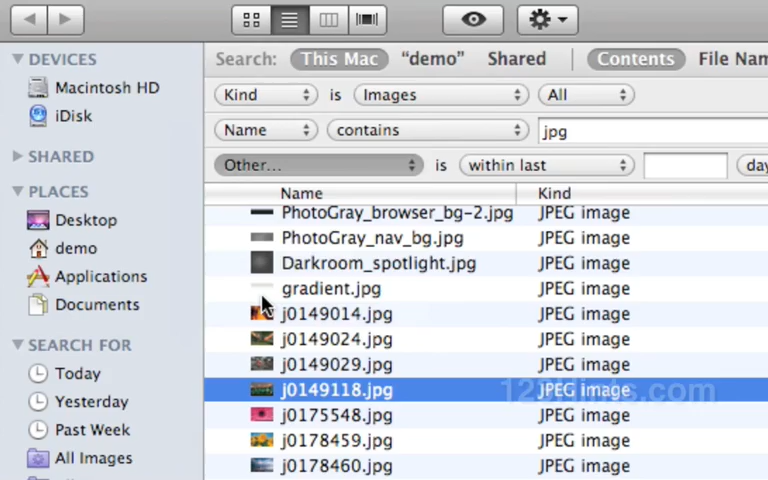 DEVICES
Macintosh HD
iDisk
SHARED
PLACES
Desktop
demo
Applications
Documents
SEARCH FOR
Today
Yesterday
Past Week
All Images
Search: This Mac “demo” Shared Contents File Nam
Kind is Images All
Name contains jpg
Other... is within last day
Name Kind
PhotoGray_browser_bg-2.jpg JPEG image
PhotoGray_nav_bg.jpg JPEG image
Darkroom_spotlight.jpg JPEG image
gradient.jpg JPEG image
j0149014.jpg JPEG image
j0149024.jpg JPEG image
j0149029.jpg JPEG image
j0149118.jpg JPEG image
j0175548.jpg JPEG image
j0178459.jpg JPEG image
j0178460.jpg JPEG image